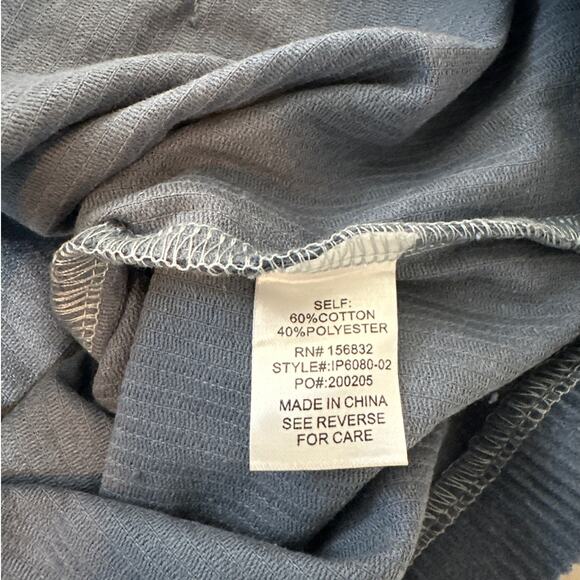 SELF:
60%COTTON
40%POLYESTER
RN# 156832
STYLE#:IP6080-02
PO#:200205
MADE IN CHINA
SEE REVERSE
FOR CARE